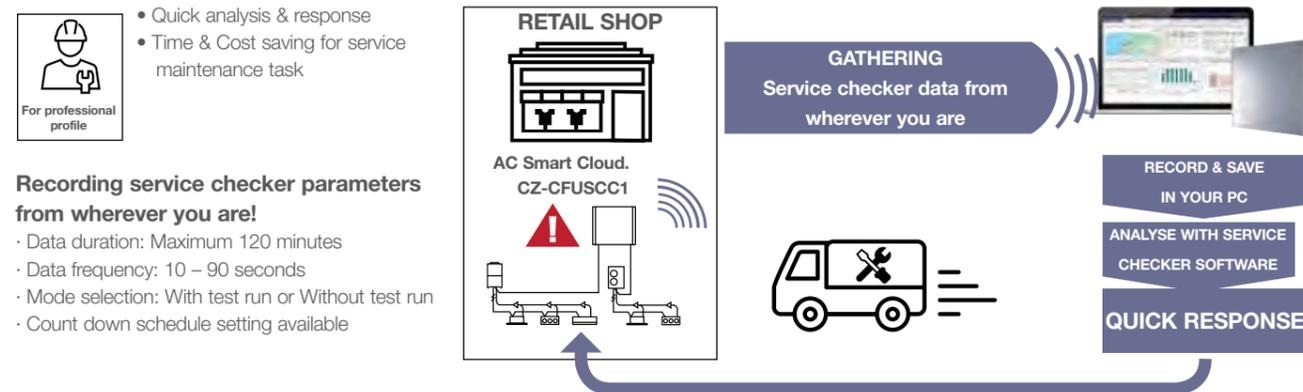 • Quick analysis & response
• Time & Cost saving for service
maintenance task
For professional
profile
Recording service checker parameters
from wherever you are!
· Data duration: Maximum 120 minutes
· Data frequency: 10 – 90 seconds
· Mode selection: With test run or Without test run
· Count down schedule setting available
RETAIL SHOP
AC Smart Cloud.
CZ-CFUSCC1
!
GATHERING
Service checker data from
wherever you are
RECORD & SAVE
IN YOUR PC
ANALYSE WITH SERVICE
CHECKER SOFTWARE
QUICK RESPONSE